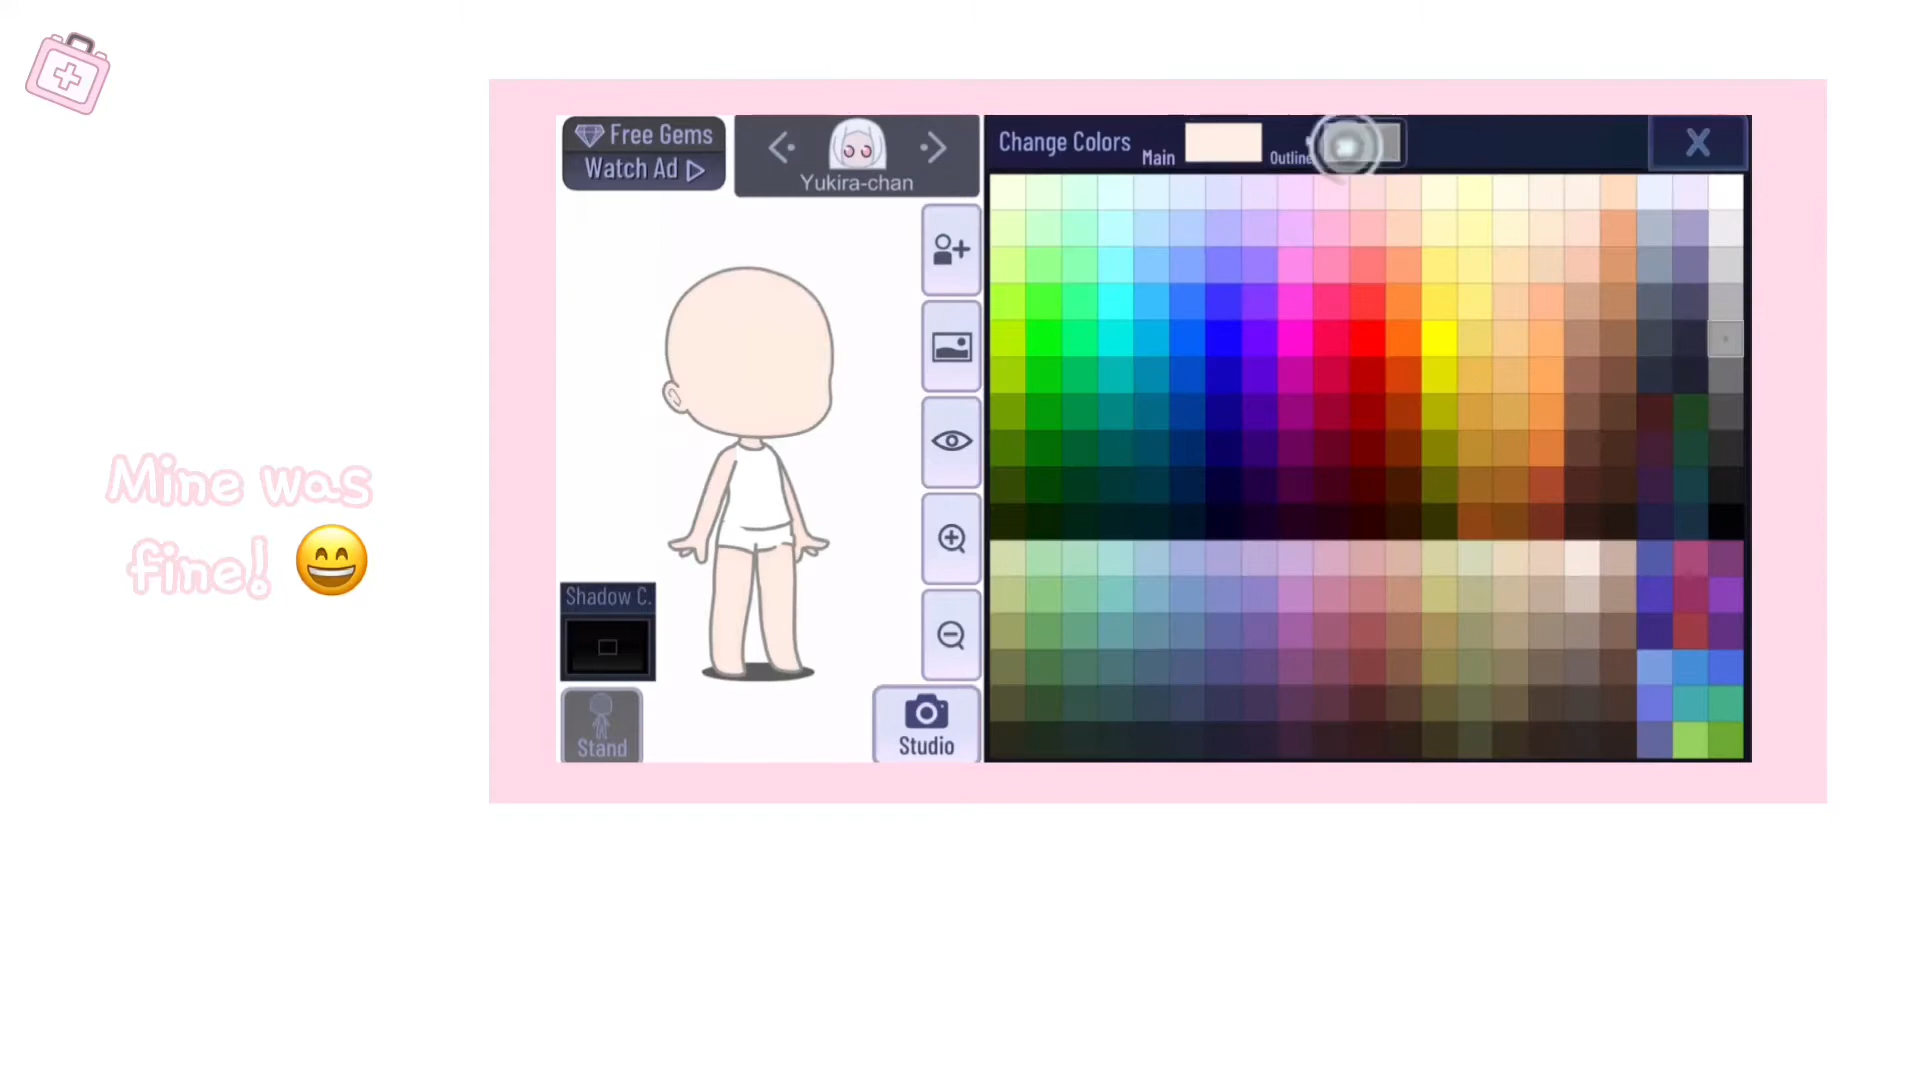 Free Gems
Watch Ad
Yukira-chan
Change Colors
Main
Outline
X
Mine was
fine! 😄
Shadow C.
Stand
Studio